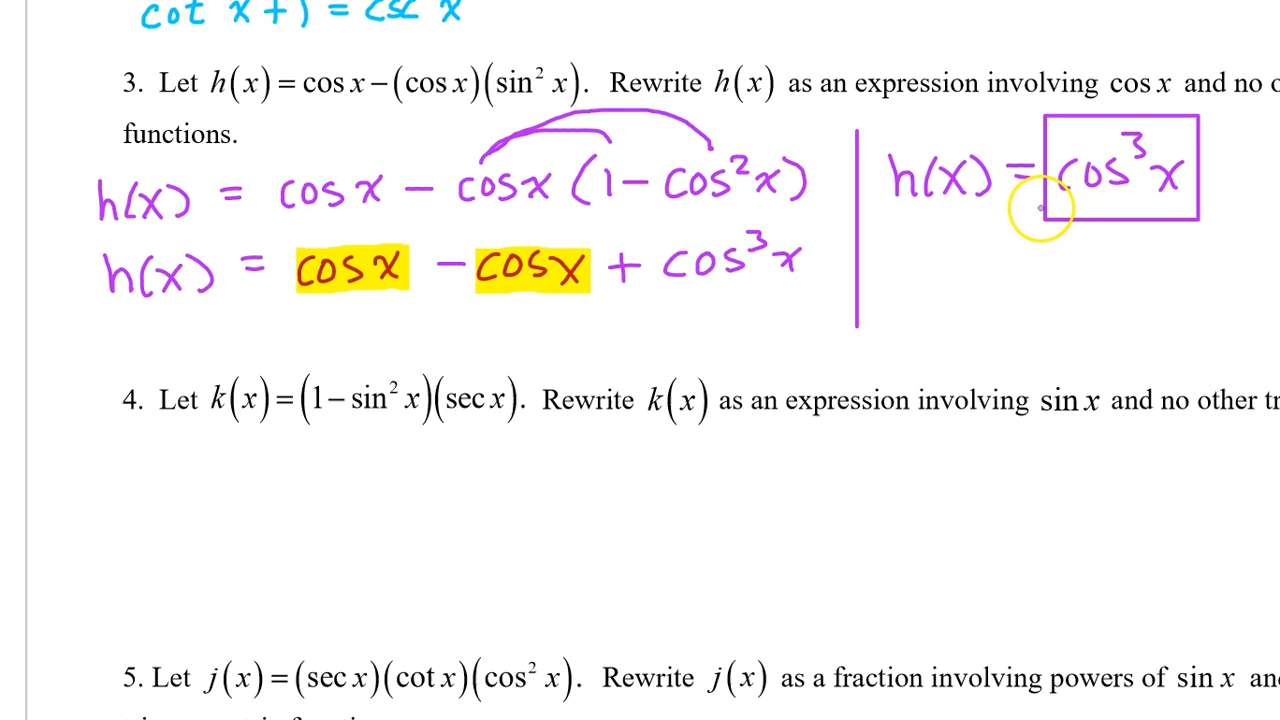 cot x + 1 = csc x
3. Let h(x) = cos x − (cos x)(sin² x). Rewrite h(x) as an expression involving cos x and no
functions.
h(x) = cos x − cos x (1 − cos² x)
h(x) = cos x − cos x + cos³ x
h(x) = cos³ x
4. Let k(x) = (1 − sin² x)(sec x). Rewrite k(x) as an expression involving sin x and no other
5. Let j(x) = (sec x)(cot x)(cos² x). Rewrite j(x) as a fraction involving powers of sin x